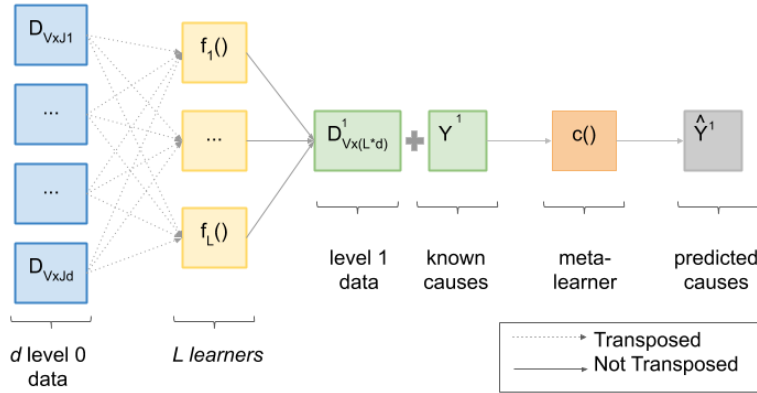 D_VxJ1
...
...
D_VxJd
d level 0
data
f_1()
...
f_L()
L learners
D^1_Vx(L*d)
+
Y^1
level 1
data
known
causes
c()
meta-
learner
Ŷ^1
predicted
causes
Transposed
Not Transposed